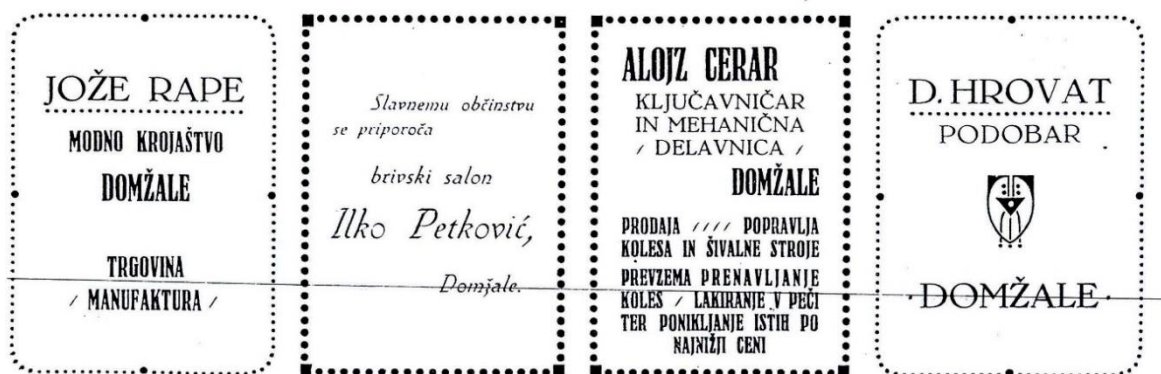 JOŽE RAPE
MODNO KROJAŠTVO
DOMŽALE
TRGOVINA
/ MANUFAKTURA /
Slavnemu občinstvu
se priporoča
brivski salon
Ilko Petković,
Domžale.
ALOJZ CERAR
KLJUČAVNIČAR
IN MEHANIČNA
/ DELAVNICA /
DOMŽALE
PRODAJA //// POPRAVLJA
KOLESA IN ŠIVALNE STROJE
PREVZEMA PRENAVLJANJE
KOLES / LAKIRANJE V PEČI
TER PONIKLJANJE ISTIH PO
NAJNIŽJI CENI
D. HROVAT
PODOBAR
· DOMŽALE ·